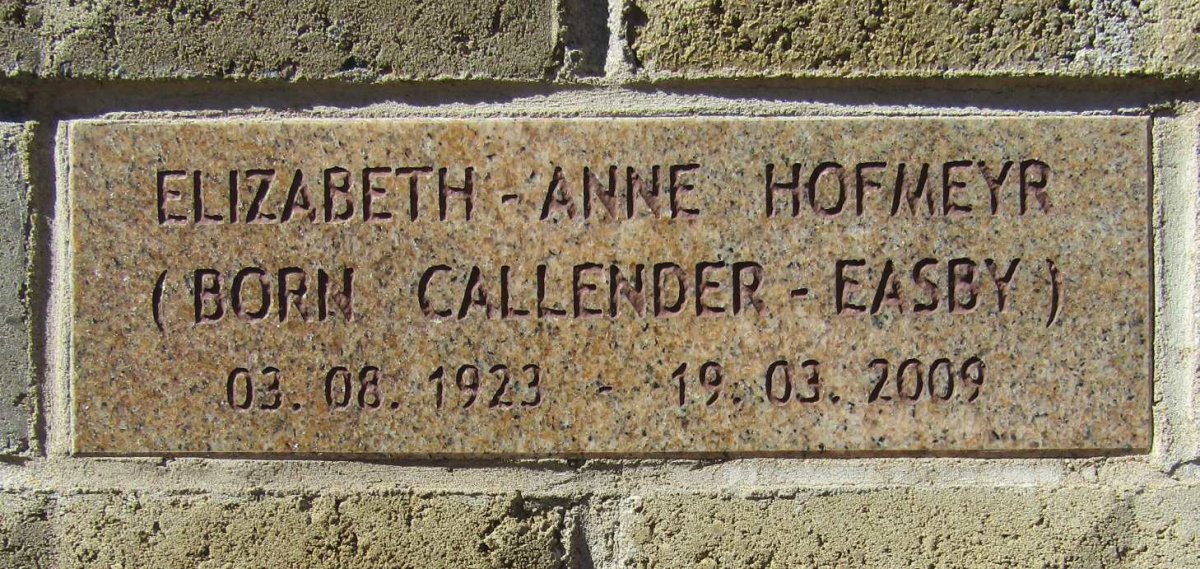 ELIZABETH - ANNE HOFMEYR
( BORN CALLENDER - EASBY )
03. 08. 1923 - 19. 03. 2009